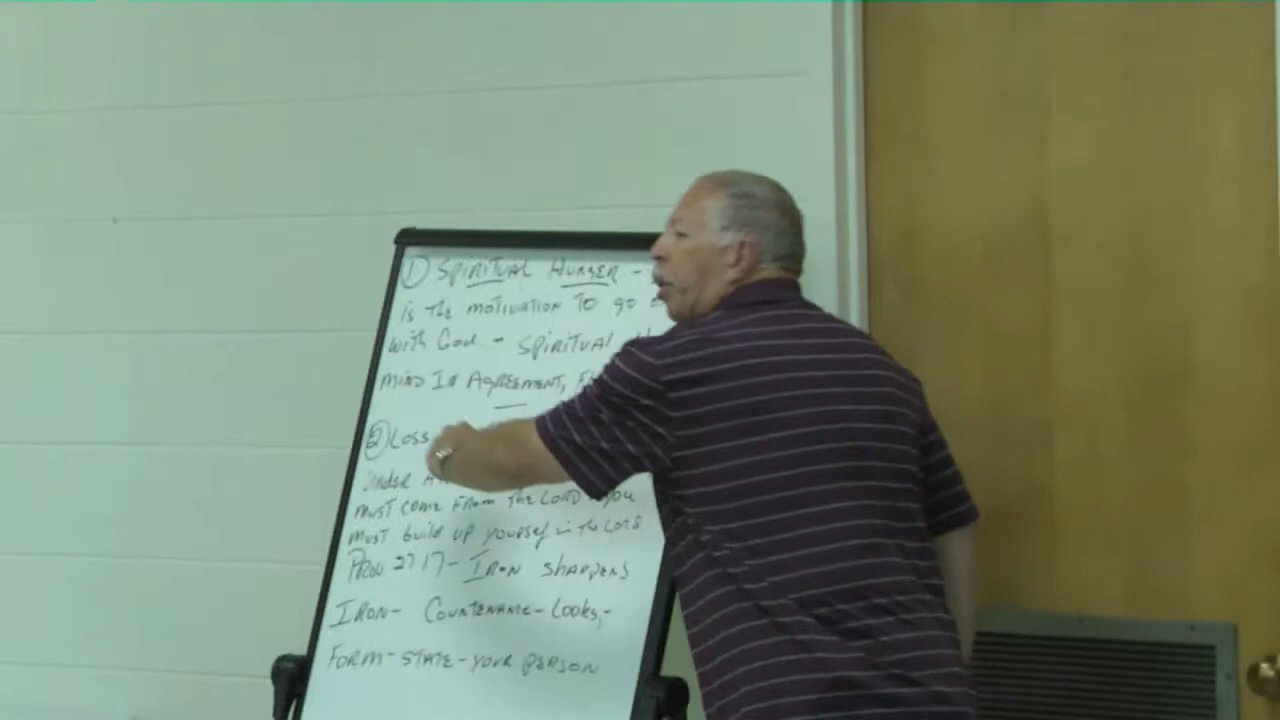 ① SPIRITUAL HUNGER -
is the MOTIVATION TO go
with God - SPIRITUAL
MIND IN AGREEMENT,
② Loss
Under
MUST COME FROM THE LORD you
MUST build UP yourself in the LORD
PROV 27 17 - IRON SHARPENS
IRON - COUNTENANCE - Looks, -
FORM - STATE - YOUR PERSON